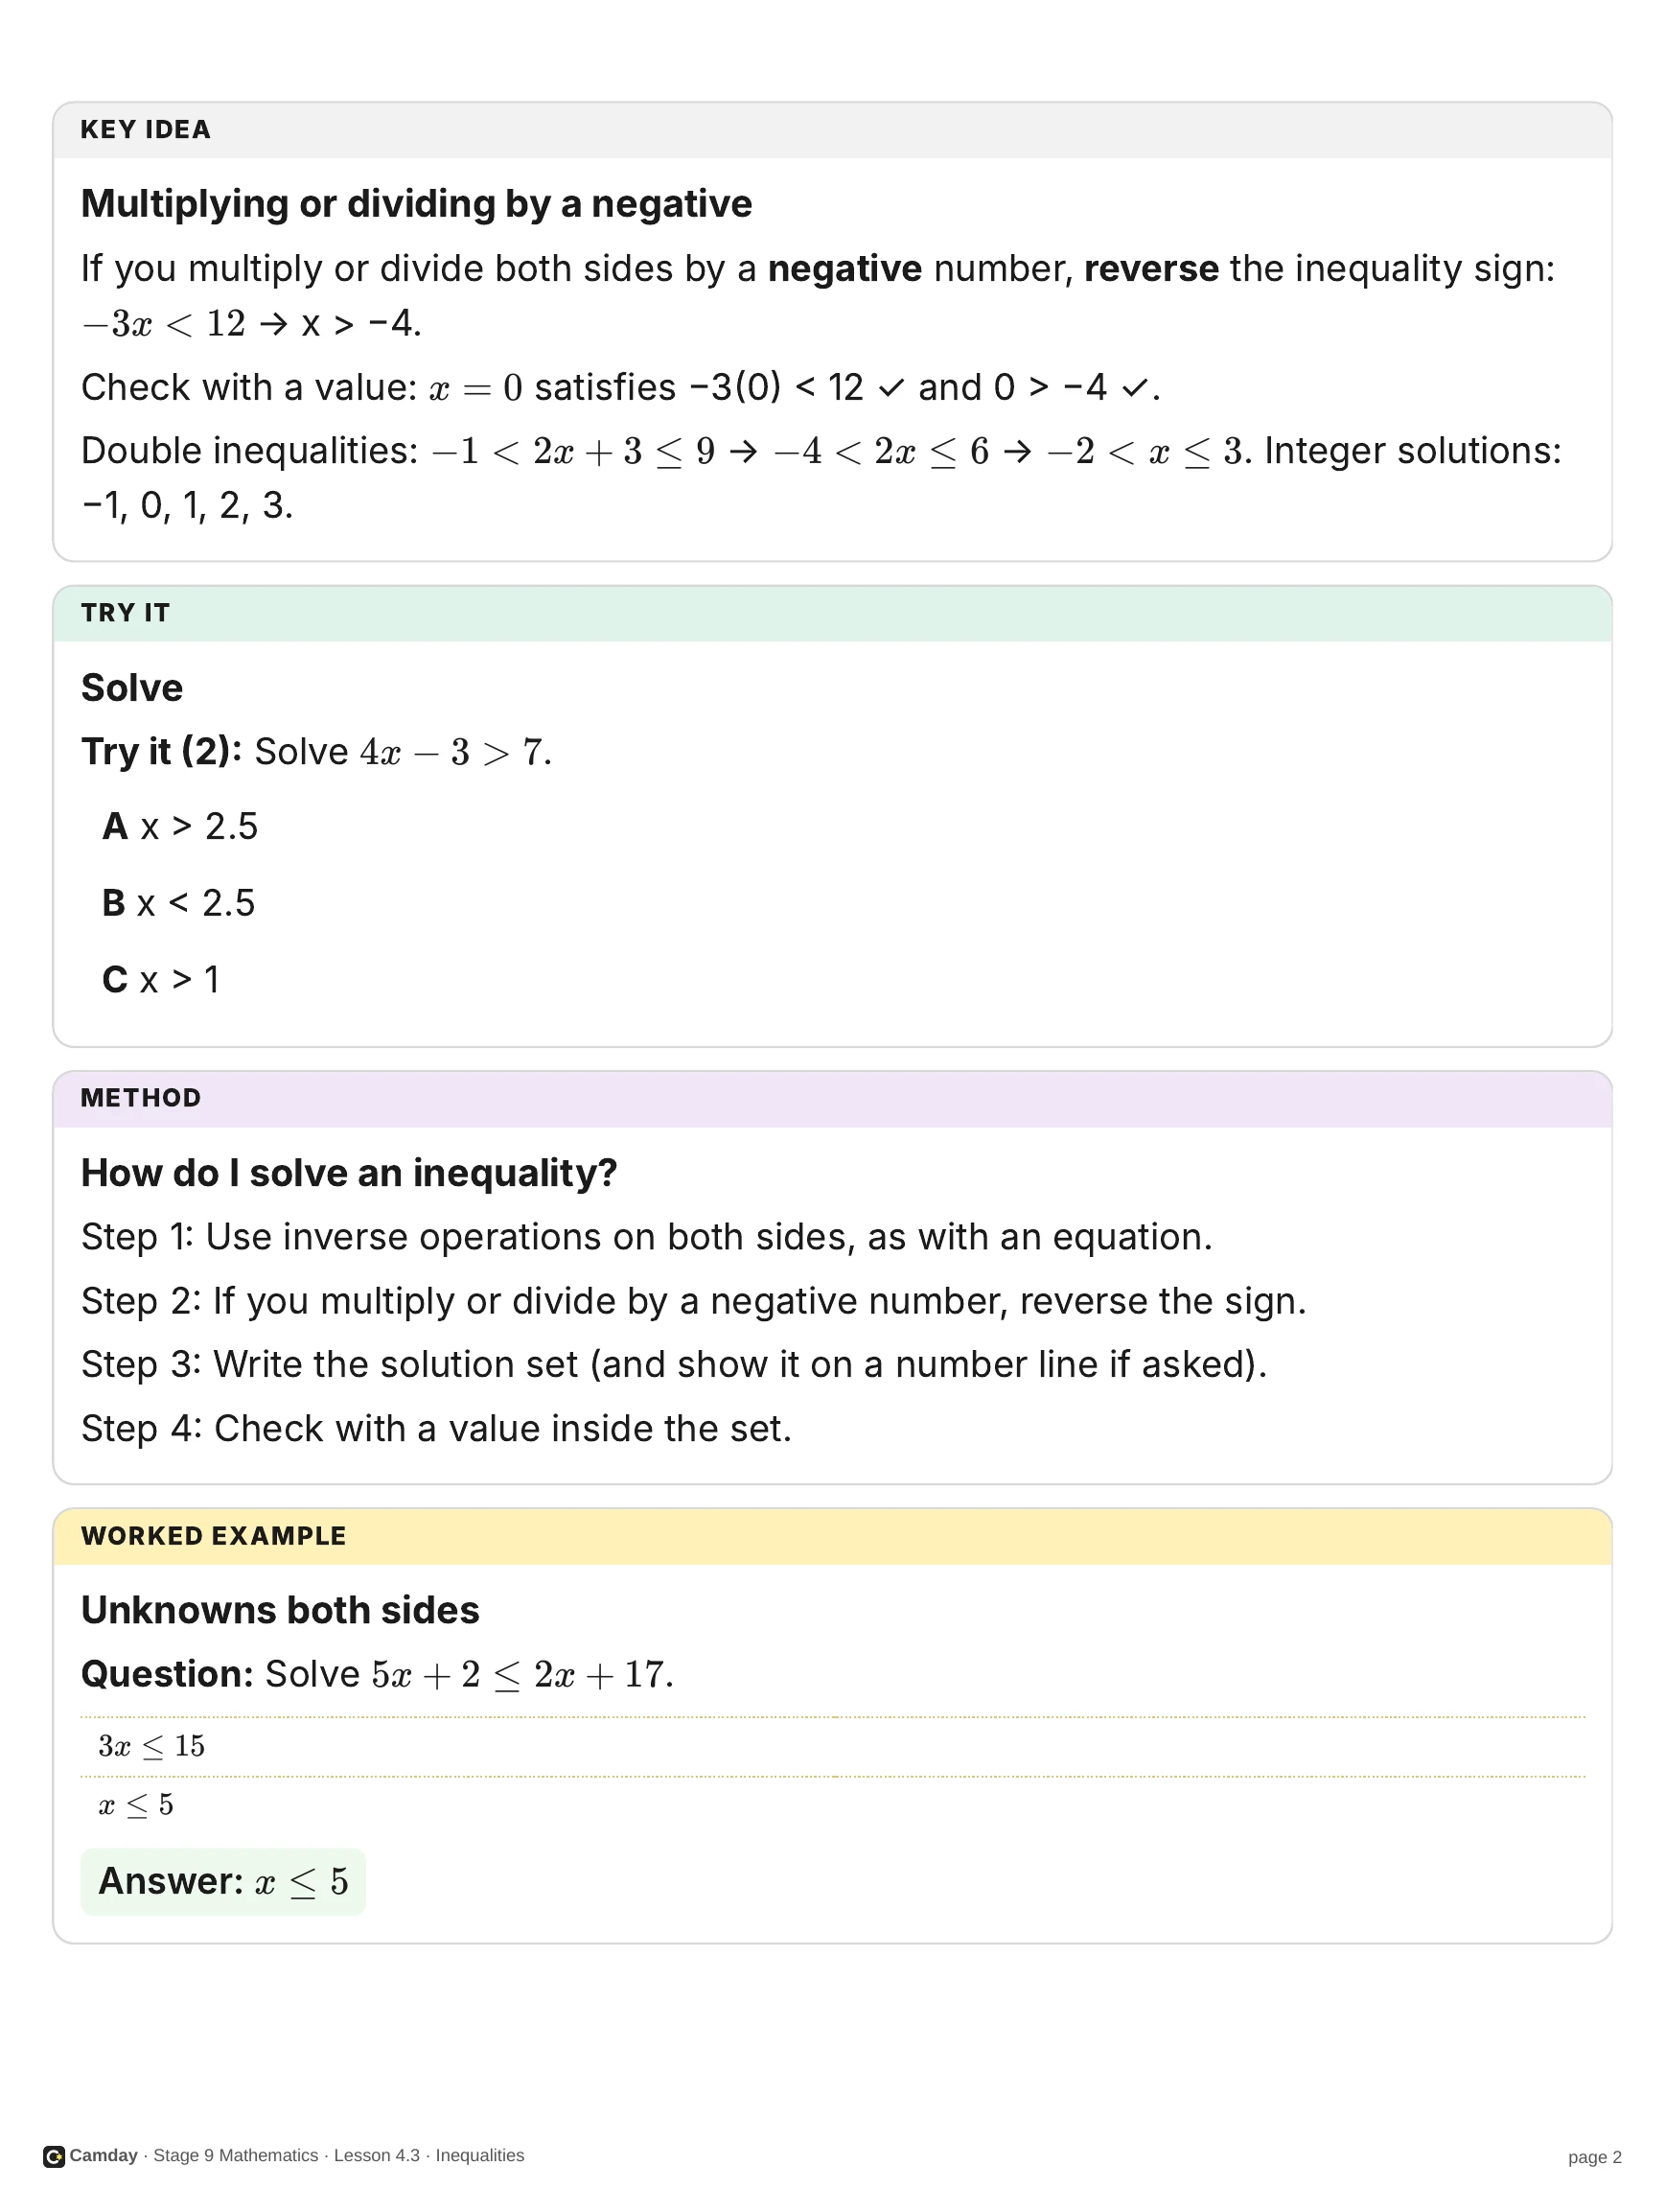 KEY IDEA
Multiplying or dividing by a negative
If you multiply or divide both sides by a negative number, reverse the inequality sign:
−3x < 12 → x > −4.
Check with a value: x = 0 satisfies −3(0) < 12 ✓ and 0 > −4 ✓.
Double inequalities: −1 < 2x + 3 ≤ 9 → −4 < 2x ≤ 6 → −2 < x ≤ 3. Integer solutions:
−1, 0, 1, 2, 3.
TRY IT
Solve
Try it (2): Solve 4x − 3 > 7.
A x > 2.5
B x < 2.5
C x > 1
METHOD
How do I solve an inequality?
Step 1: Use inverse operations on both sides, as with an equation.
Step 2: If you multiply or divide by a negative number, reverse the sign.
Step 3: Write the solution set (and show it on a number line if asked).
Step 4: Check with a value inside the set.
WORKED EXAMPLE
Unknowns both sides
Question: Solve 5x + 2 ≤ 2x + 17.
3x ≤ 15
x ≤ 5
Answer: x ≤ 5
Camday · Stage 9 Mathematics · Lesson 4.3 · Inequalities
page 2